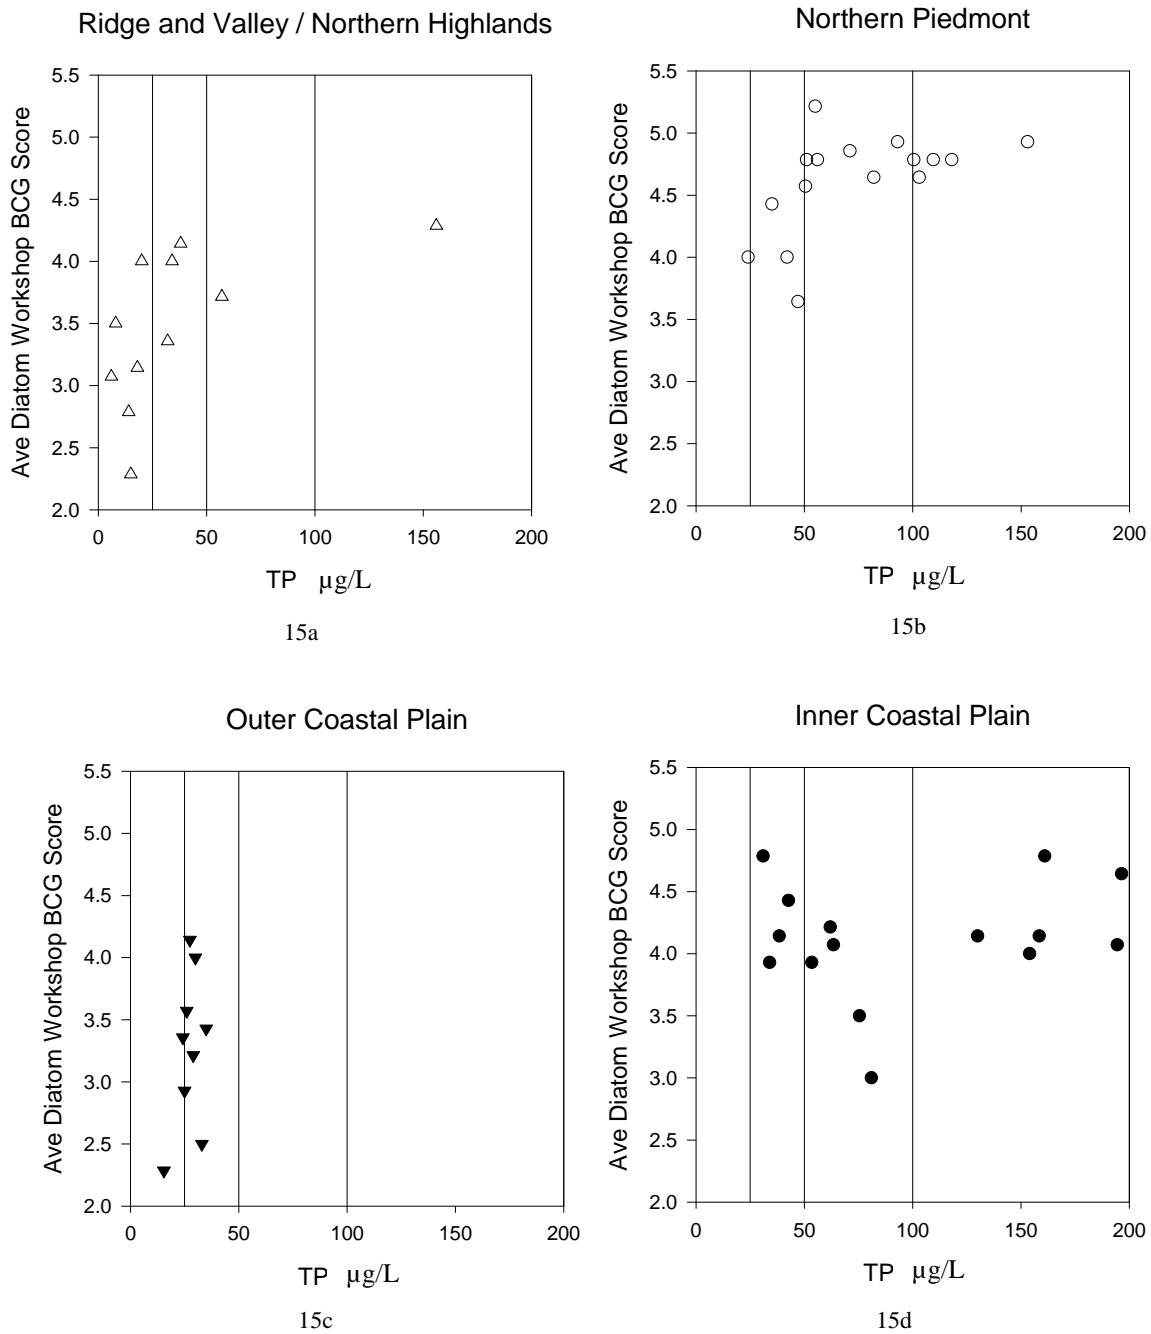 Ridge and Valley / Northern Highlands
Ave Diatom Workshop BCG Score
5.5
5.0
4.5
4.0
3.5
3.0
2.5
2.0
0 50 100 150 200
TP µg/L
15a
Northern Piedmont
Ave Diatom Workshop BCG Score
5.5
5.0
4.5
4.0
3.5
3.0
2.5
2.0
0 50 100 150 200
TP µg/L
15b
Outer Coastal Plain
Ave Diatom Workshop BCG Score
5.5
5.0
4.5
4.0
3.5
3.0
2.5
2.0
0 50 100 150 200
TP µg/L
15c
Inner Coastal Plain
Ave Diatom Workshop BCG Score
5.5
5.0
4.5
4.0
3.5
3.0
2.5
2.0
0 50 100 150 200
TP µg/L
15d